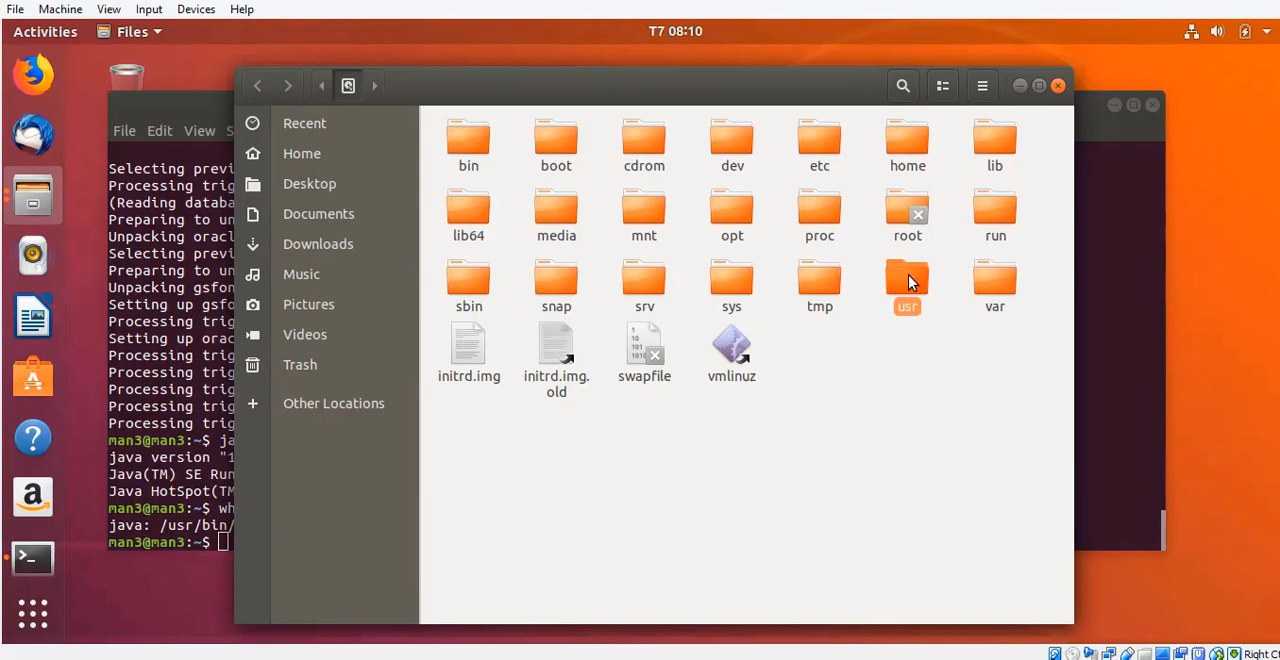 File Machine View Input Devices Help
Activities Files T7 08:10
File Edit View S
Selecting previ
Processing trig
(Reading databa
Preparing to un
Unpacking oracl
Selecting previ
Preparing to un
Unpacking gsfon
Setting up gsfo
Processing trig
Setting up orac
Processing trig
Processing trig
Processing trig
Processing trig
Processing trig
man3@man3:~$ ja
java version "1
Java(TM) SE Run
Java HotSpot(TM
man3@man3:~$ wh
java: /usr/bin/
man3@man3:~$
Recent
Home
Desktop
Documents
Downloads
Music
Pictures
Videos
Trash
+ Other Locations
bin boot cdrom dev etc home lib
lib64 media mnt opt proc root run
sbin snap srv sys tmp usr var
initrd.img initrd.img.old swapfile vmlinuz
Right Ct